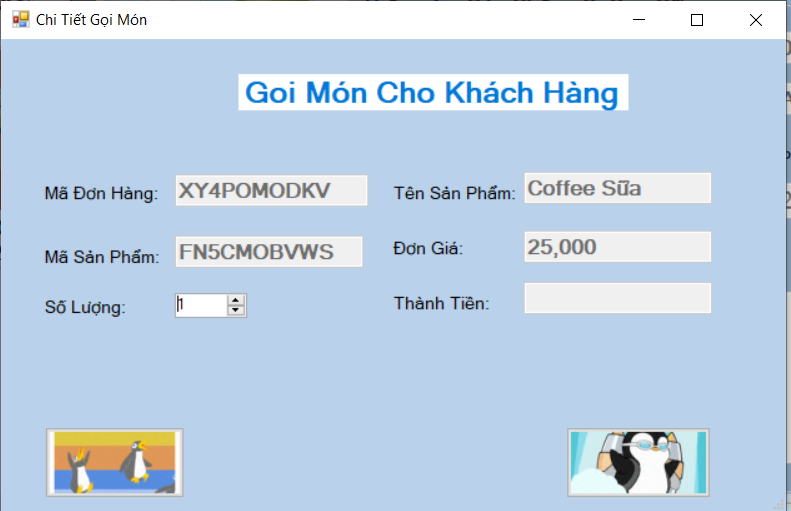 Chi Tiết Gọi Món
Goi Món Cho Khách Hàng
Mã Đơn Hàng: XY4POMODKV Tên Sản Phẩm: Coffee Sữa
Mã Sản Phẩm: FN5CMOBVWS Đơn Giá: 25,000
Số Lượng: 1 Thành Tiền: